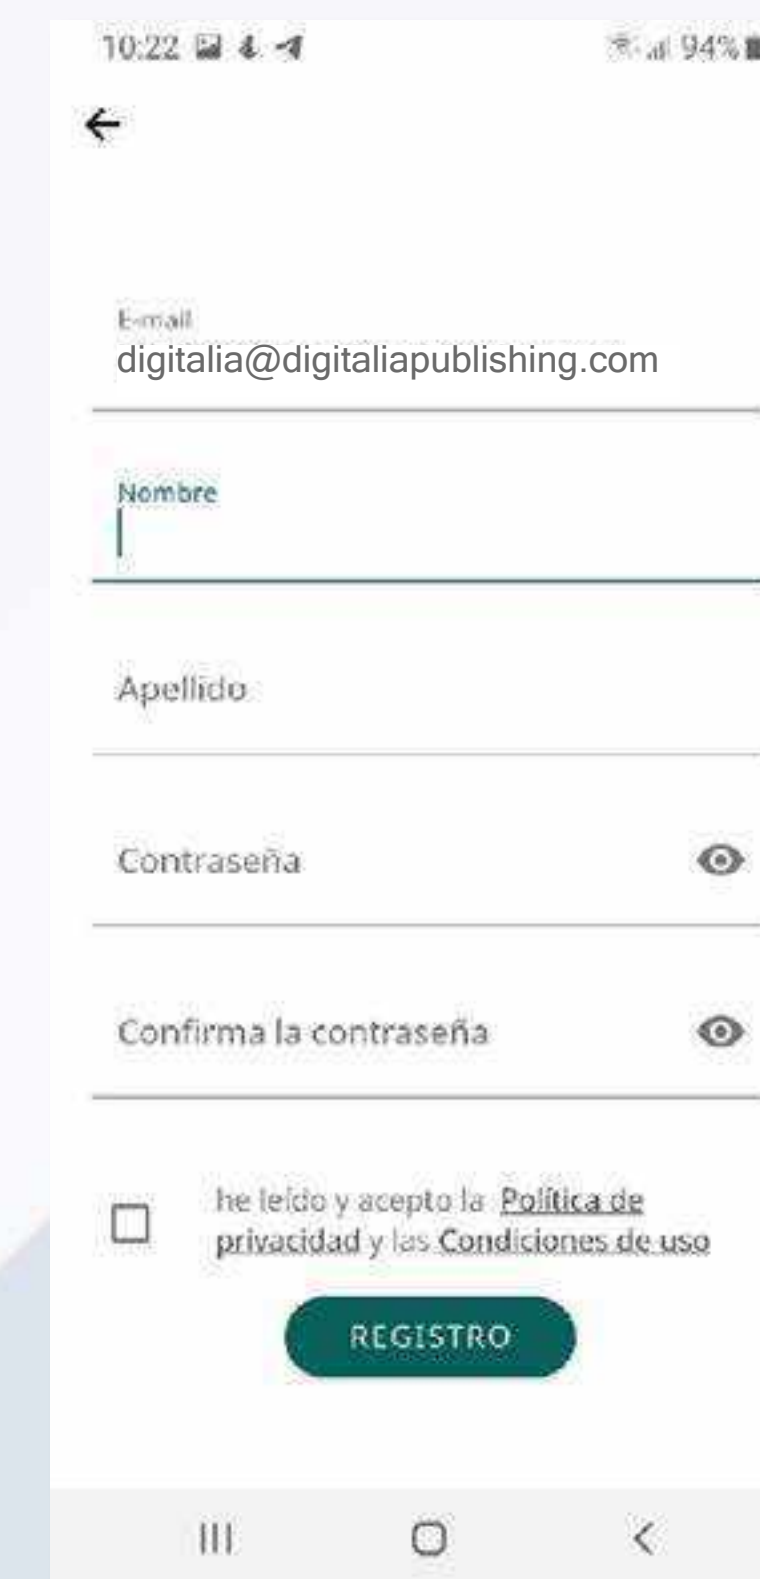 10:22 94%
E-mail
digitalia@digitaliapublishing.com
Nombre
Apellido
Contraseña
Confirma la contraseña
he leído y acepto la Política de
privacidad y las Condiciones de uso
REGISTRO